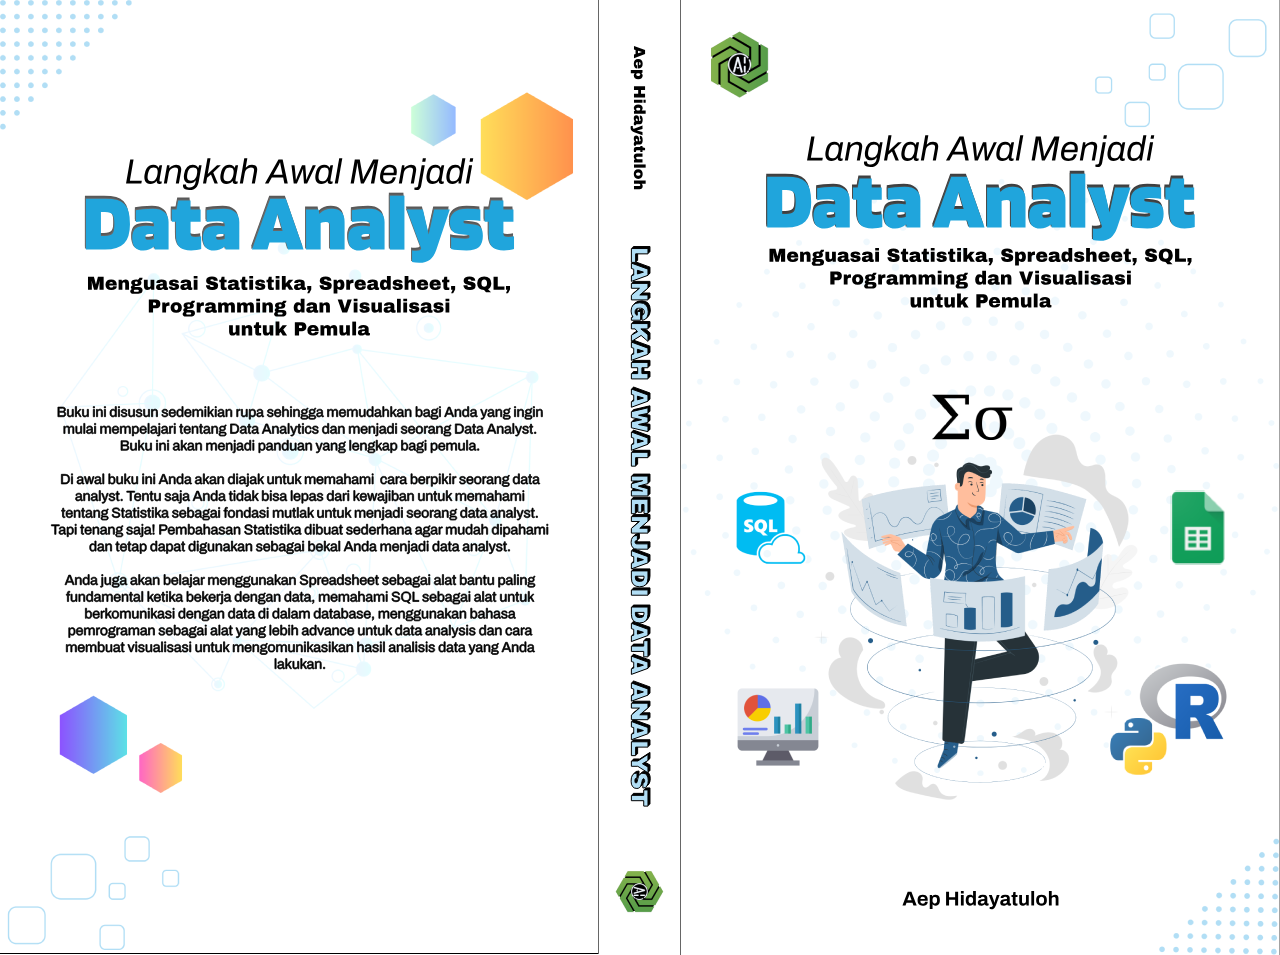 Langkah Awal Menjadi
Data Analyst
Menguasai Statistika, Spreadsheet, SQL,
Programming dan Visualisasi
untuk Pemula
Buku ini disusun sedemikian rupa sehingga memudahkan bagi Anda yang ingin
mulai mempelajari tentang Data Analytics dan menjadi seorang Data Analyst.
Buku ini akan menjadi panduan yang lengkap bagi pemula.
Di awal buku ini Anda akan diajak untuk memahami cara berpikir seorang data
analyst. Tentu saja Anda tidak bisa lepas dari kewajiban untuk memahami
tentang Statistika sebagai fondasi mutlak untuk menjadi seorang data analyst.
Tapi tenang saja! Pembahasan Statistika dibuat sederhana agar mudah dipahami
dan tetap dapat digunakan sebagai bekal Anda menjadi data analyst.
Anda juga akan belajar menggunakan Spreadsheet sebagai alat bantu paling
fundamental ketika bekerja dengan data, memahami SQL sebagai alat untuk
berkomunikasi dengan data di dalam database, menggunakan bahasa
pemrograman sebagai alat yang lebih advance untuk data analysis dan cara
membuat visualisasi untuk mengomunikasikan hasil analisis data yang Anda
lakukan.
Aep Hidayatuloh
LANGKAH AWAL MENJADI DATA ANALYST
Ai
Ai
Langkah Awal Menjadi
Data Analyst
Menguasai Statistika, Spreadsheet, SQL,
Programming dan Visualisasi
untuk Pemula
Σσ
SQL
R
Aep Hidayatuloh